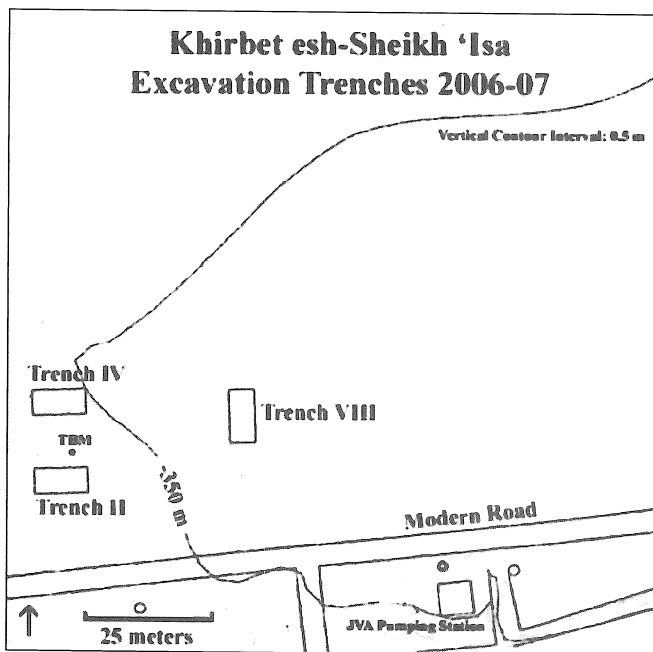 Khirbet esh-Sheikh ‘Isa
Excavation Trenches 2006-07
Vertical Contour Interval: 0.5 m
Trench IV
Trench VIII
TBM
Trench II
-350 m
Modern Road
JVA Pumping Station
25 meters